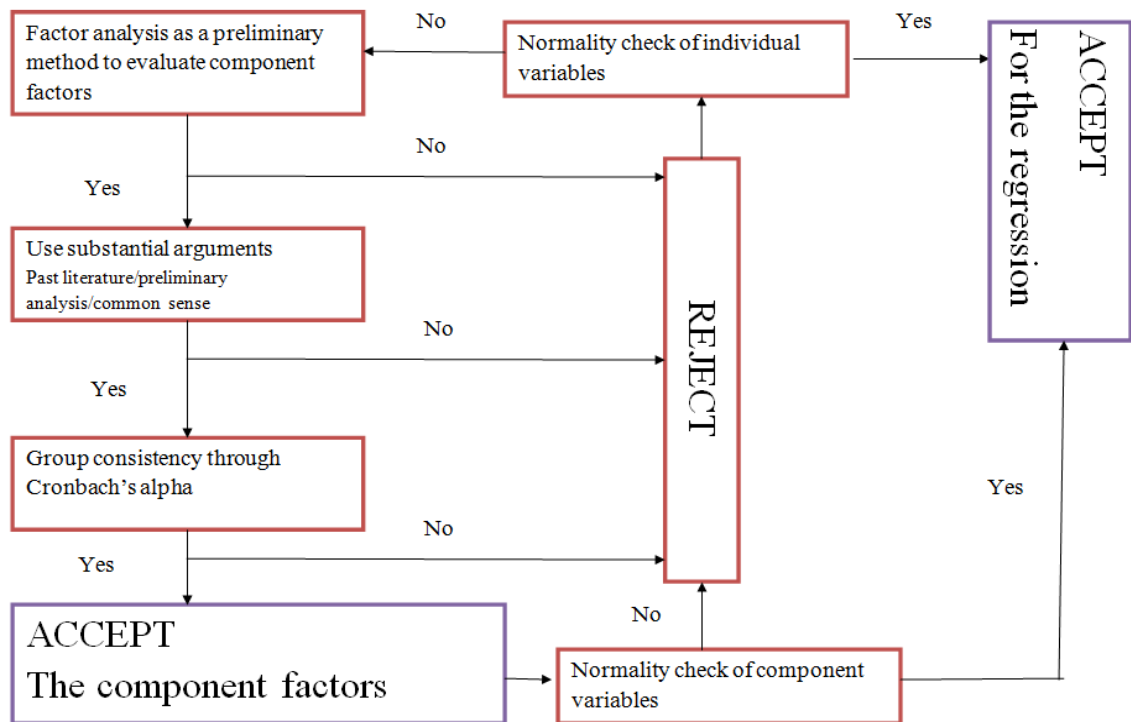 Factor analysis as a preliminary
method to evaluate component
factors
No
Normality check of individual
variables
Yes
ACCEPT
For the regression
No
Yes
Use substantial arguments
Past literature/preliminary
analysis/common sense
REJECT
No
Yes
Group consistency through
Cronbach’s alpha
Yes
No
Yes
ACCEPT
The component factors
No
Normality check of component
variables